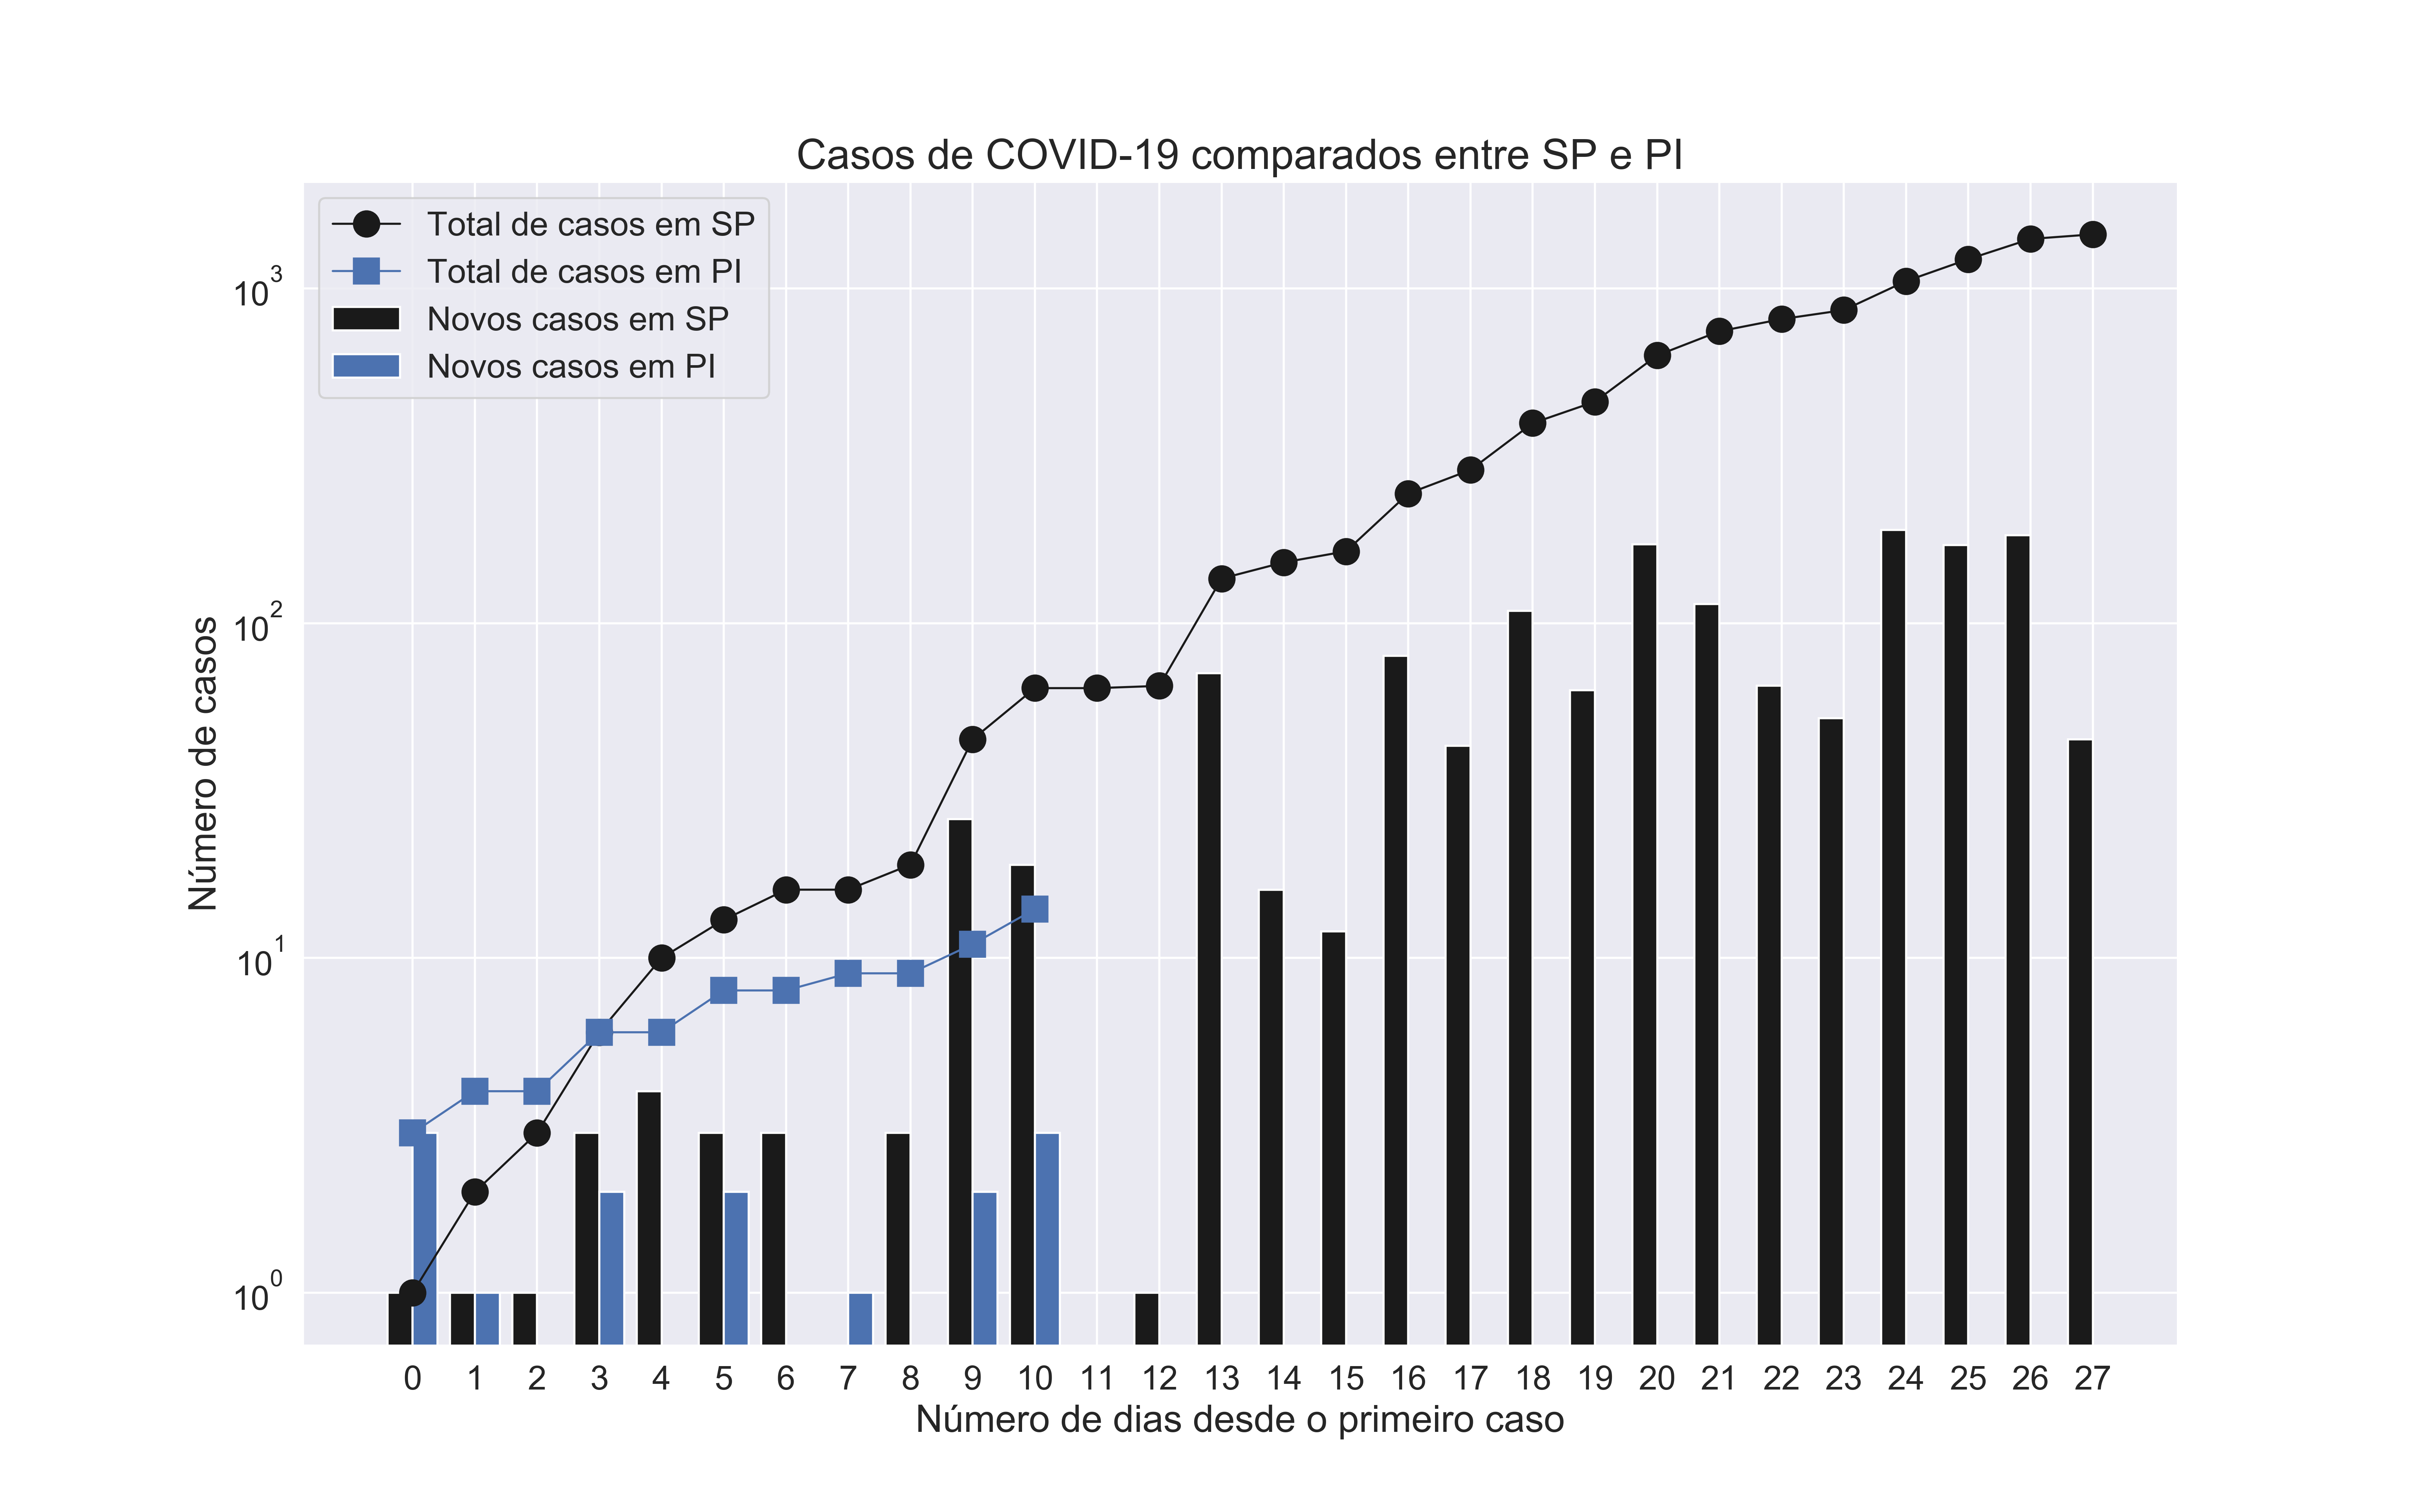 Casos de COVID-19 comparados entre SP e PI
Total de casos em SP
Total de casos em PI
Novos casos em SP
Novos casos em PI
10³
10²
10¹
10⁰
Número de casos
0 1 2 3 4 5 6 7 8 9 10 11 12 13 14 15 16 17 18 19 20 21 22 23 24 25 26 27
Número de dias desde o primeiro caso